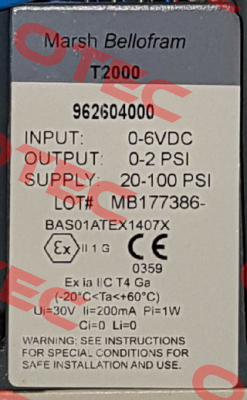 Marsh Bellofram
T2000
962604000
INPUT: 0-6VDC
OUTPUT: 0-2 PSI
SUPPLY: 20-100 PSI
LOT# MB177386-
BAS01ATEX1407X
Ex II 1 G CE
0359
Ex ia IIC T4 Ga
(-20°C<Ta<+60°C)
Ui=30V Ii=200mA Pi=1W
Ci=0 Li=0
WARNING: SEE INSTRUCTIONS
FOR SAFE CONDITIONS FOR
SAFE INSTALLATION AND USE.